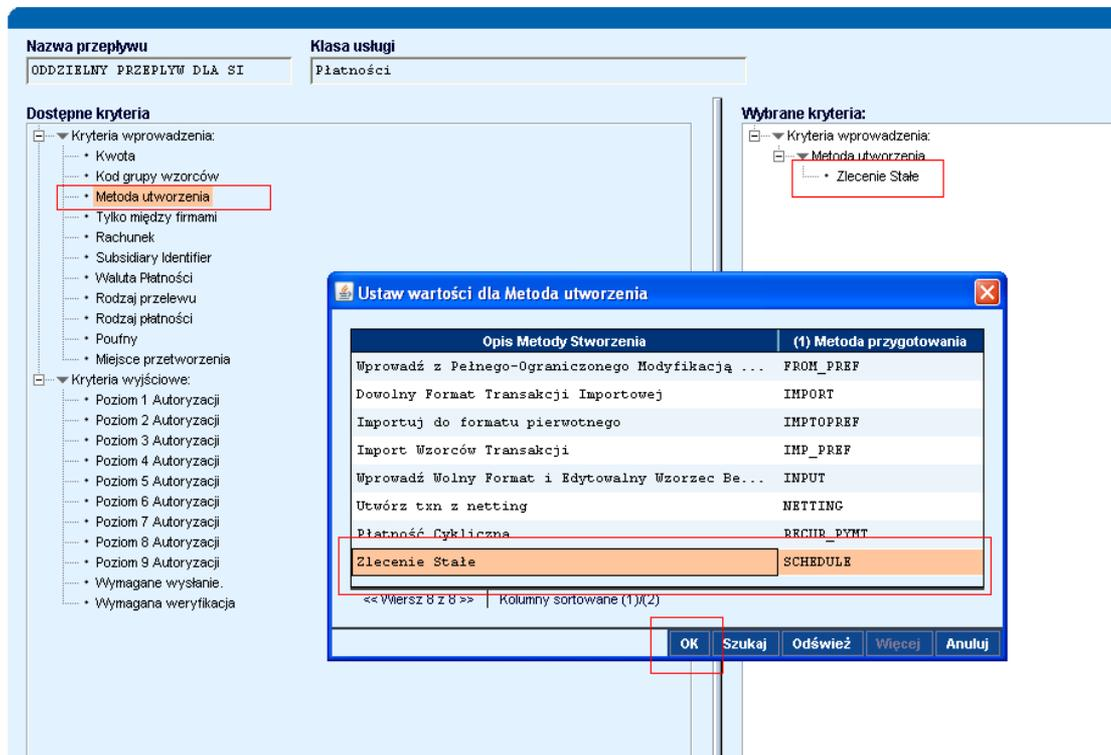 Nazwa przepływu
Klasa usługi
ODDZIELNY PRZEPLYW DLA SI
Płatności
Dostępne kryteria
Kryteria wprowadzenia:
Kwota
Kod grupy wzorców
Metoda utworzenia
Tylko między firmami
Rachunek
Subsidiary Identifier
Waluta Płatności
Rodzaj przelewu
Rodzaj płatności
Poufny
Miejsce przetworzenia
Kryteria wyjściowe:
Poziom 1 Autoryzacji
Poziom 2 Autoryzacji
Poziom 3 Autoryzacji
Poziom 4 Autoryzacji
Poziom 5 Autoryzacji
Poziom 6 Autoryzacji
Poziom 7 Autoryzacji
Poziom 8 Autoryzacji
Poziom 9 Autoryzacji
Wymagane wysłanie.
Wymagana weryfikacja
Wybrane kryteria:
Kryteria wprowadzenia:
Metoda utworzenia
Zlecenie Stałe
Ustaw wartości dla Metoda utworzenia
Opis Metody Stworzenia (1) Metoda przygotowania
Wprowadź z Pełnego-Ograniczonego Modyfikacją ... FROM_PREF
Dowolny Format Transakcji Importowej IMPORT
Importuj do formatu pierwotnego IMPTOPREF
Import Wzorców Transakcji IMP_PREF
Wprowadź Wolny Format i Edytowalny Wzorzec Be... INPUT
Utwórz txn z netting NETTING
Płatność Cykliczna RECUR_PYMT
Zlecenie Stałe SCHEDULE
<< Wiersz 8 z 8 >> Kolumny sortowane (1)/(2)
OK Szukaj Odśwież Więcej Anuluj